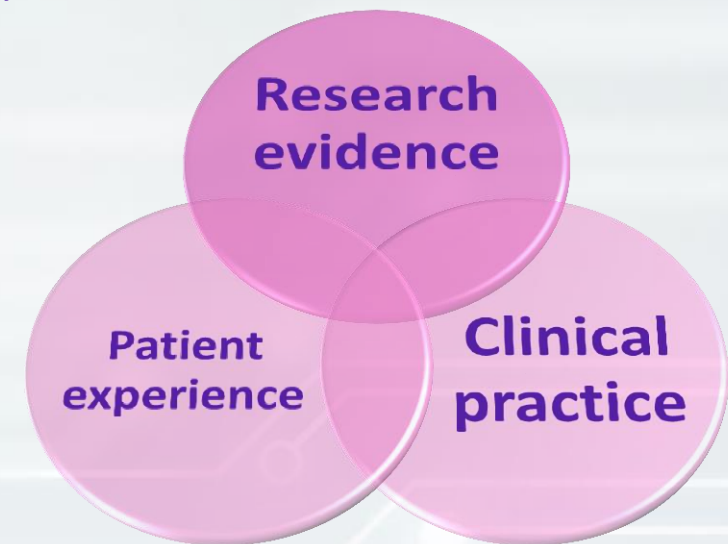 Research
evidence
Patient
experience
Clinical
practice